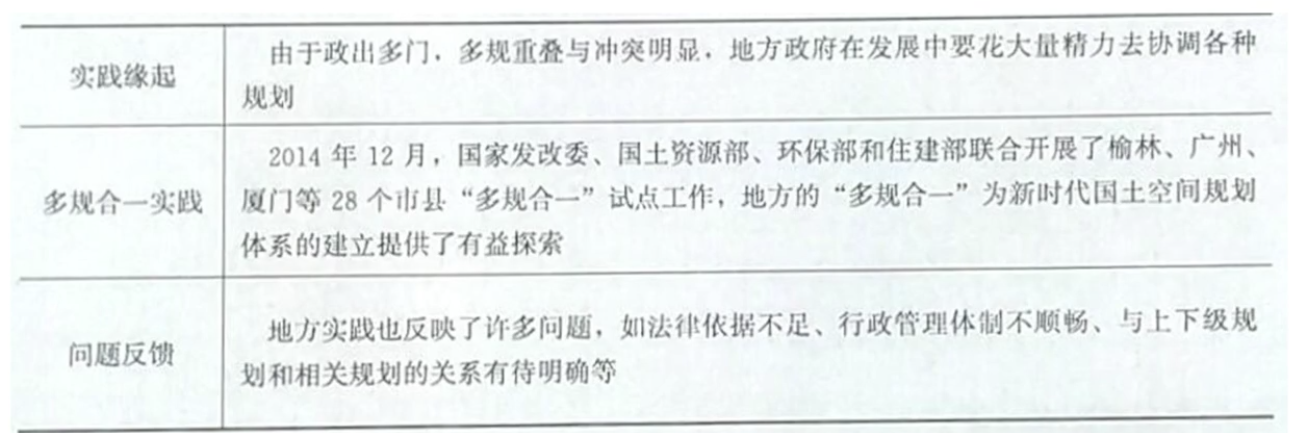 实践缘起
由于政出多门，多规重叠与冲突明显，地方政府在发展中要花大量精力去协调各种
规划
多规合一实践
2014 年 12 月，国家发改委、国土资源部、环保部和住建部联合开展了榆林、广州、
厦门等 28 个市县“多规合一”试点工作，地方的“多规合一”为新时代国土空间规划
体系的建立提供了有益探索
问题反馈
地方实践也反映了许多问题，如法律依据不足、行政管理体制不顺畅、与上下级规
划和相关规划的关系有待明确等